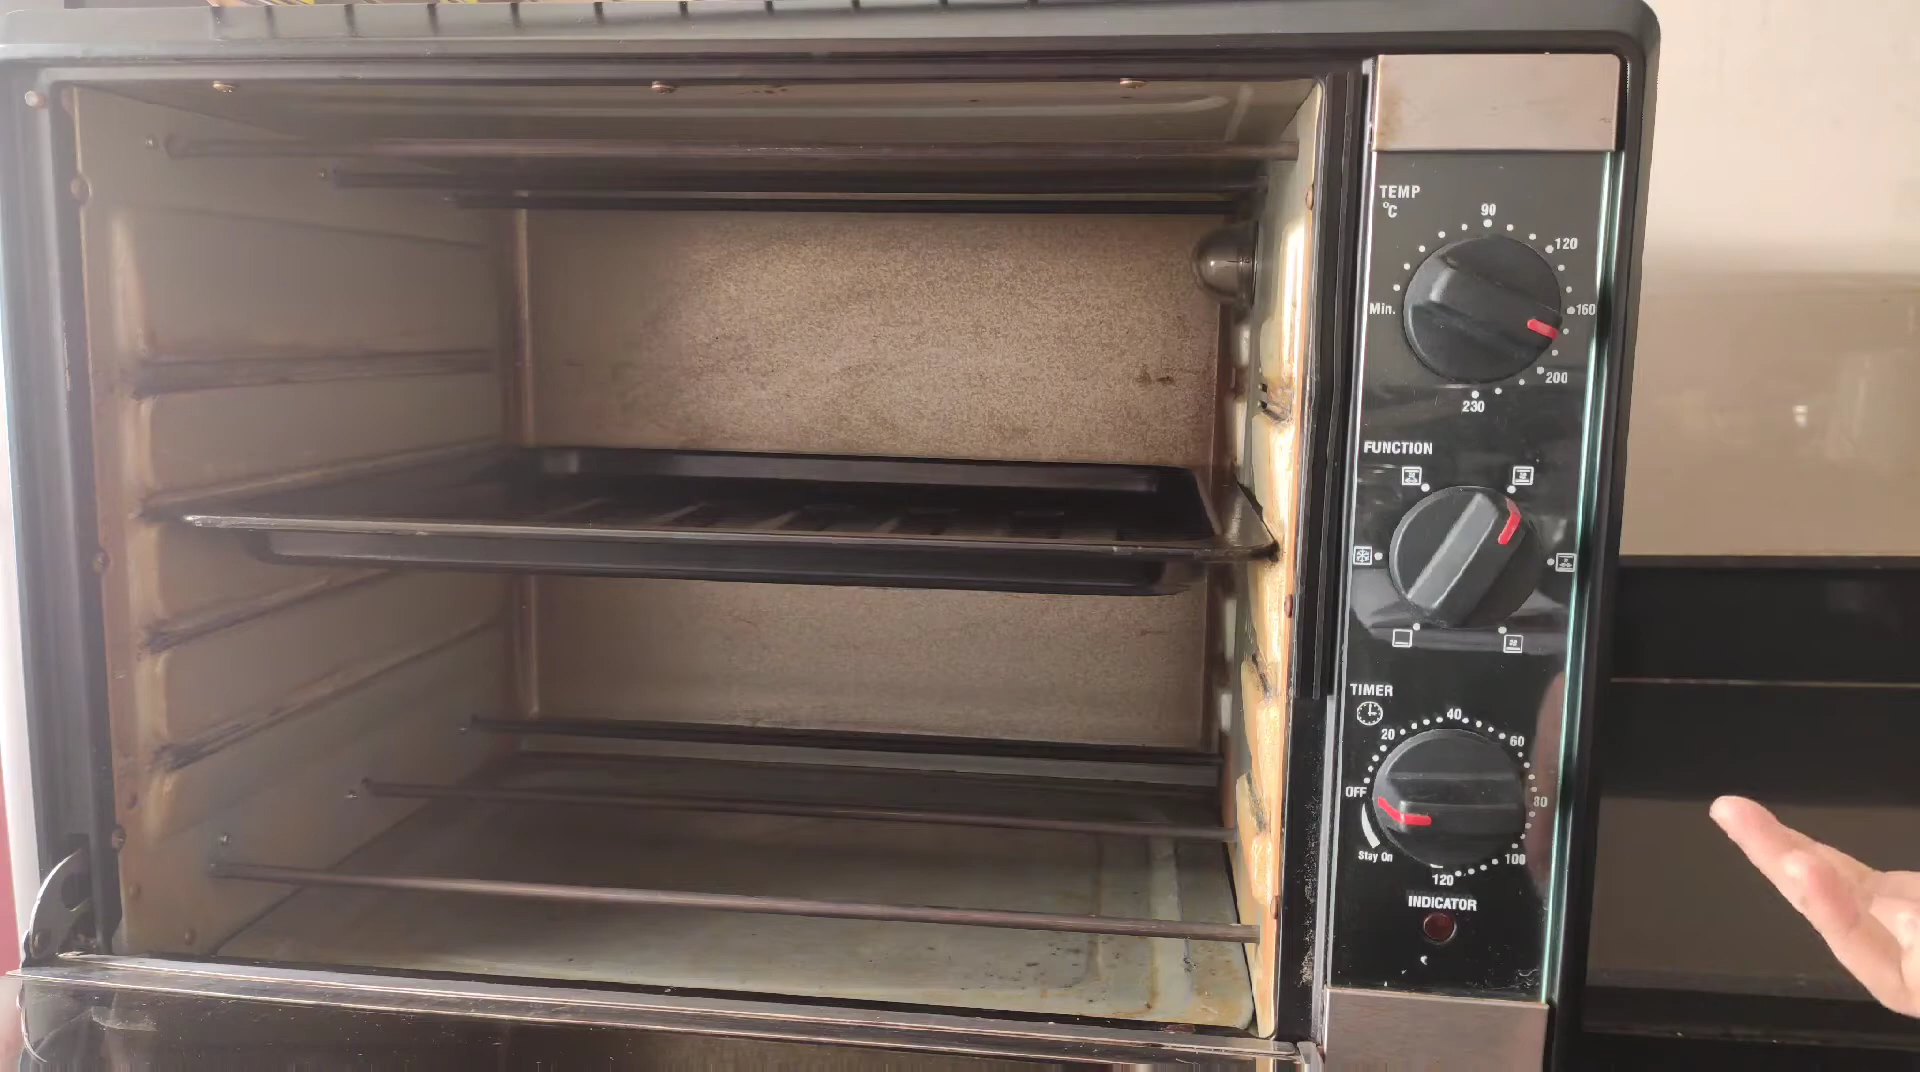 TEMP
°C
90
120
Min.
160
200
230
FUNCTION
TIMER
40
20
60
OFF
80
Stay On
100
120
INDICATOR